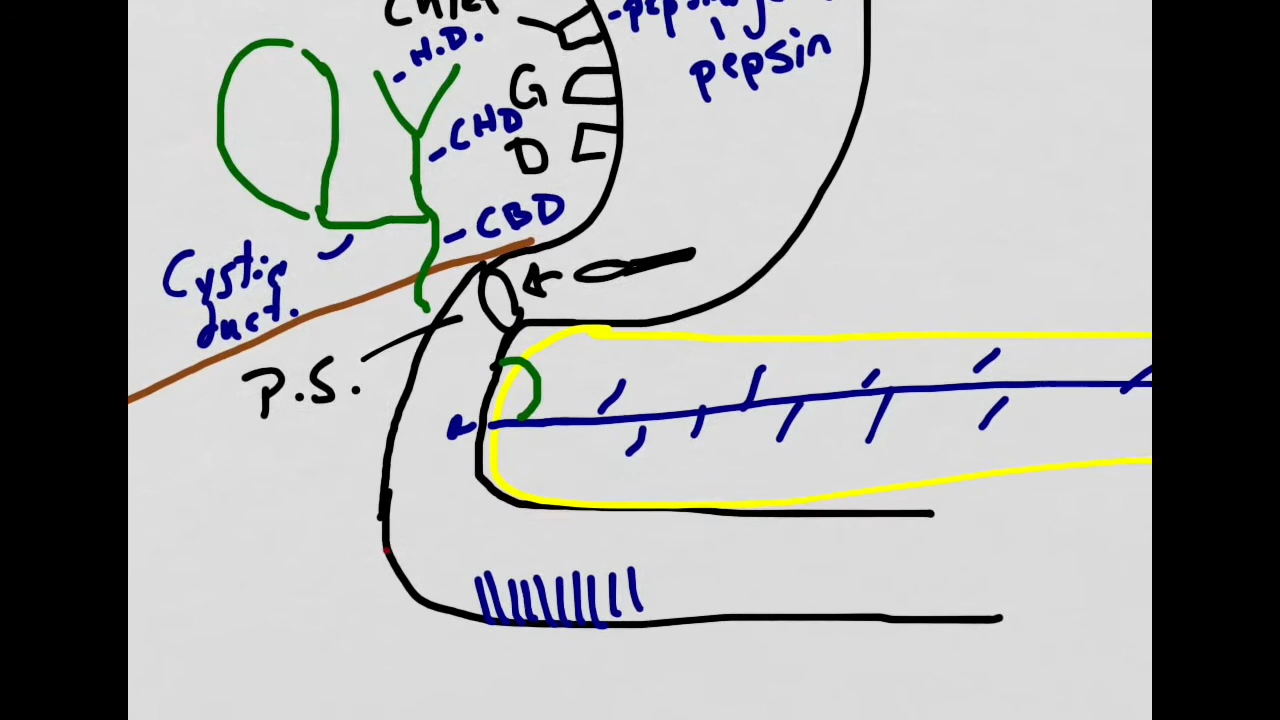 H.D.
pepsin
G
CHD
D
CBD
Cystic
duct.
P.S.